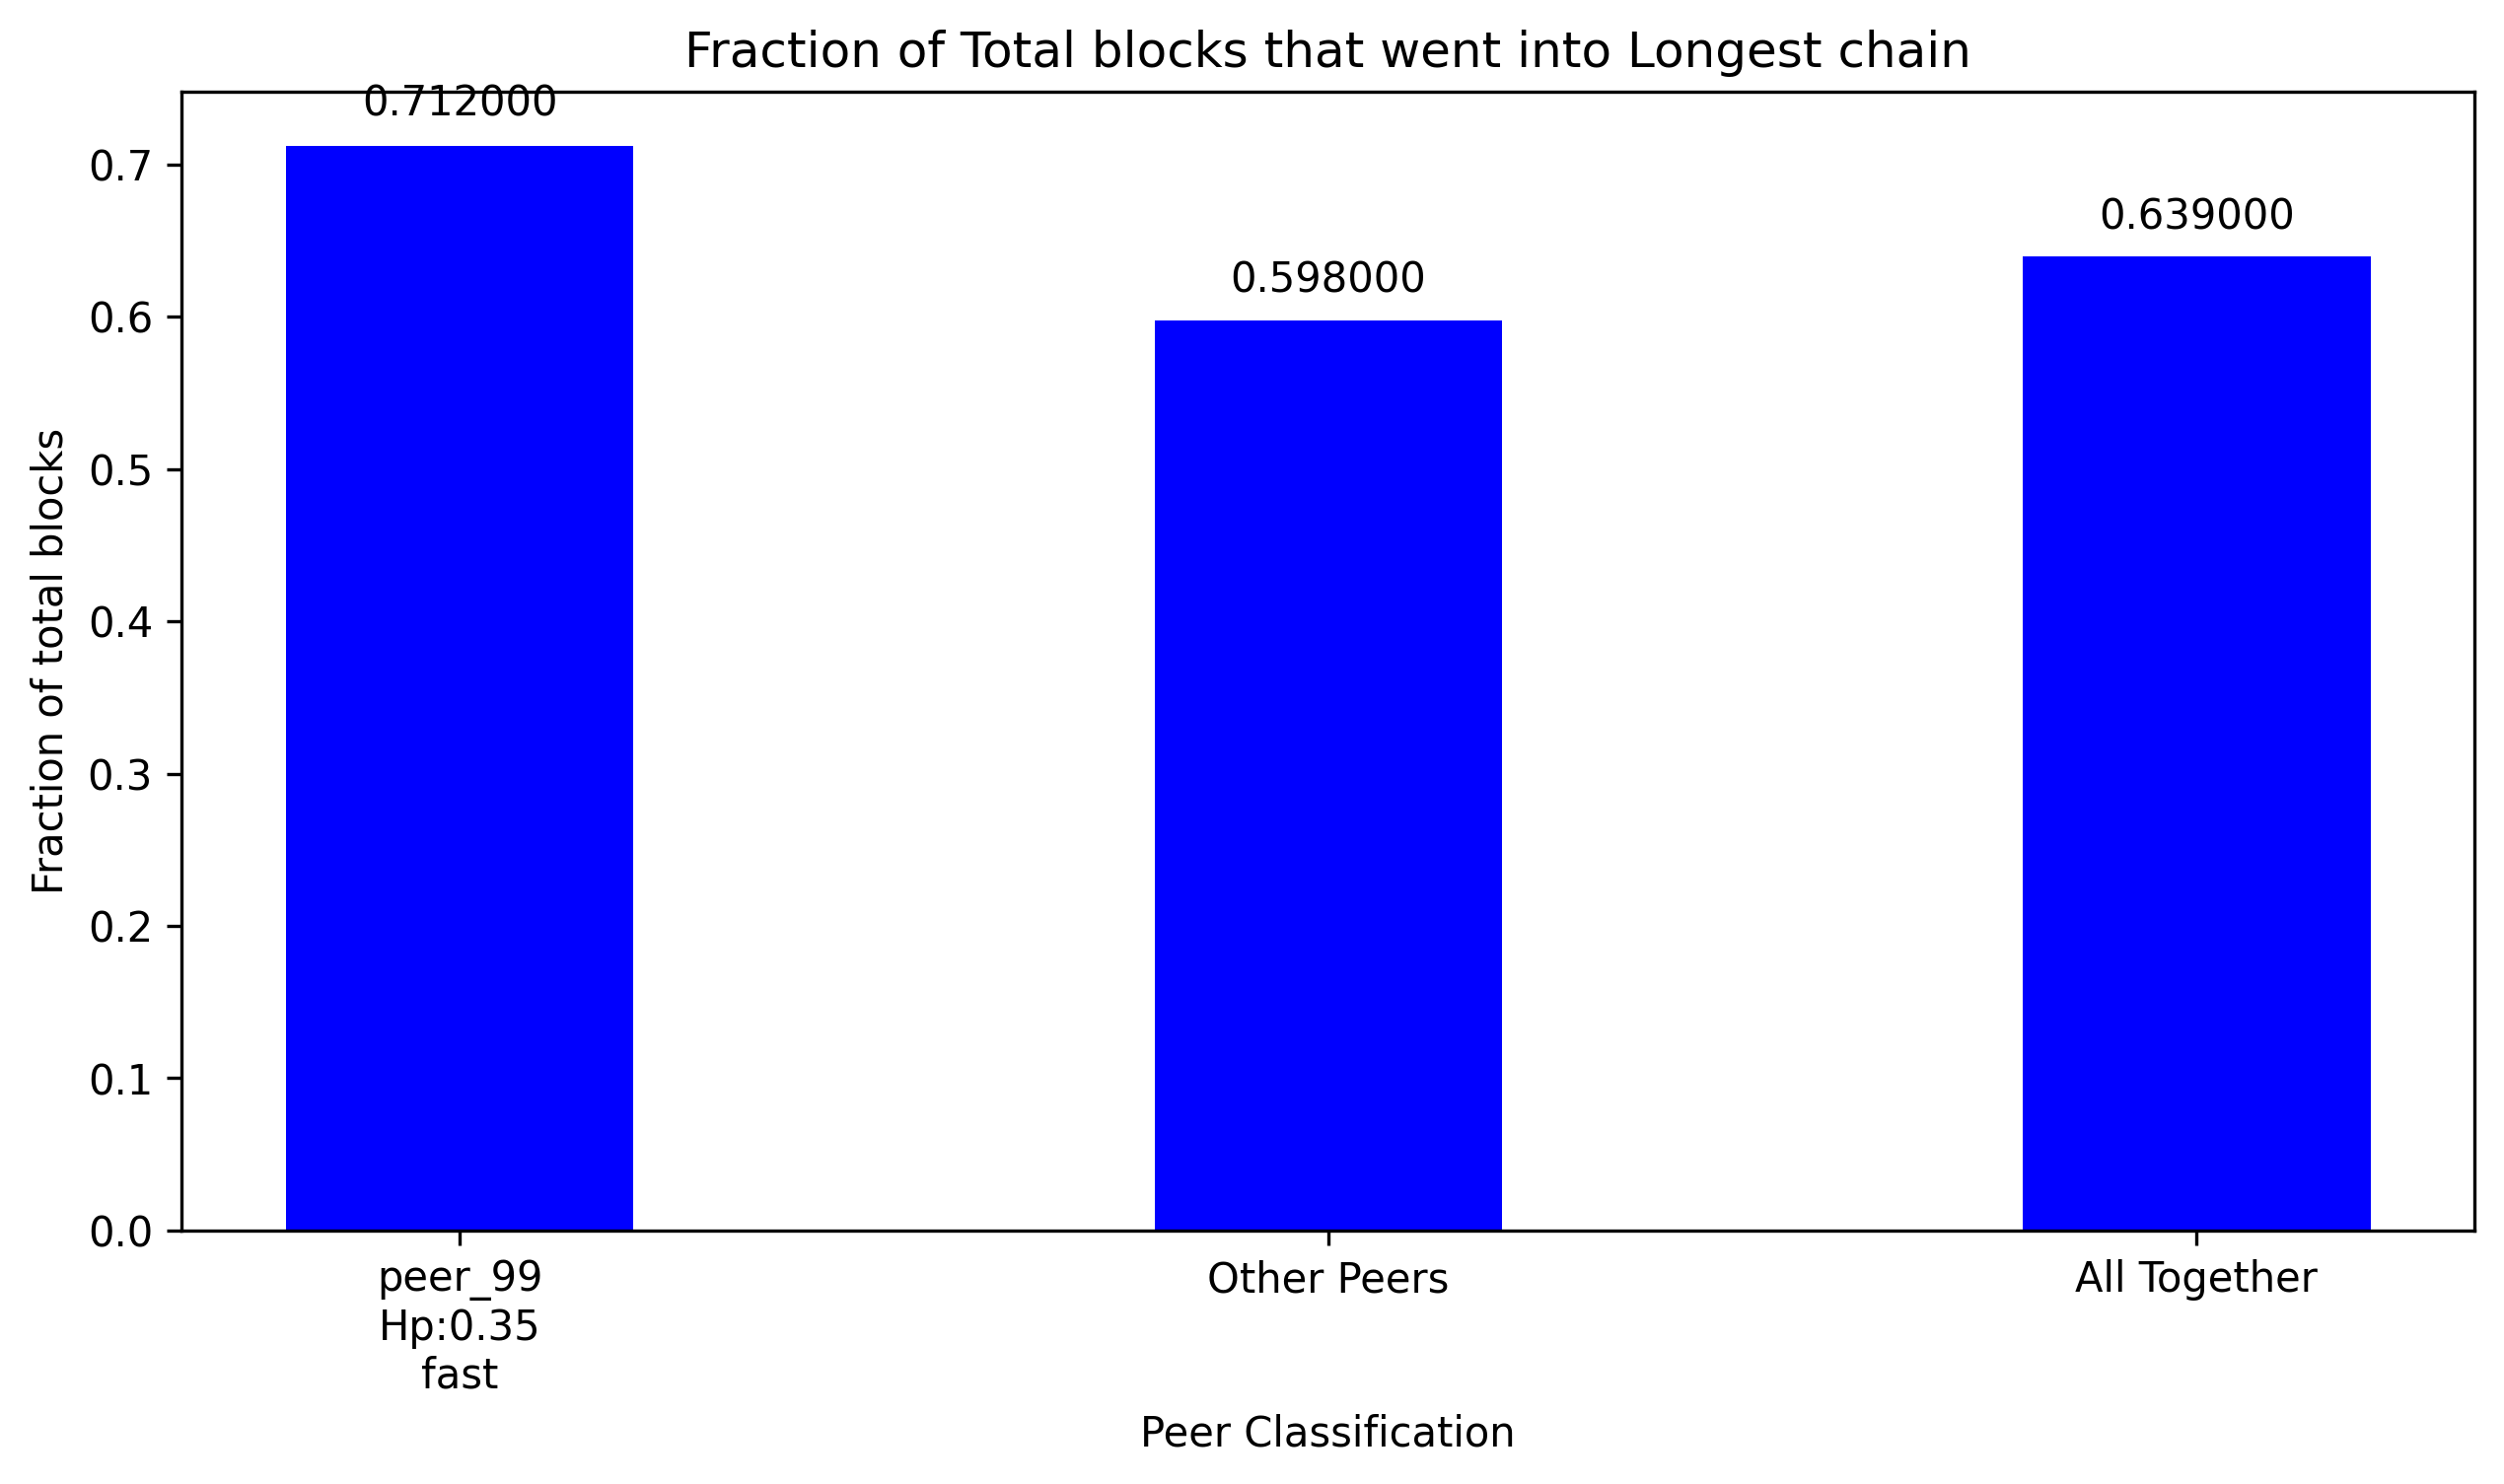 Fraction of Total blocks that went into Longest chain
0.712000
0.598000
0.639000
Fraction of total blocks
0.7
0.6
0.5
0.4
0.3
0.2
0.1
0.0
peer_99
Hp:0.35
fast
Other Peers
All Together
Peer Classification